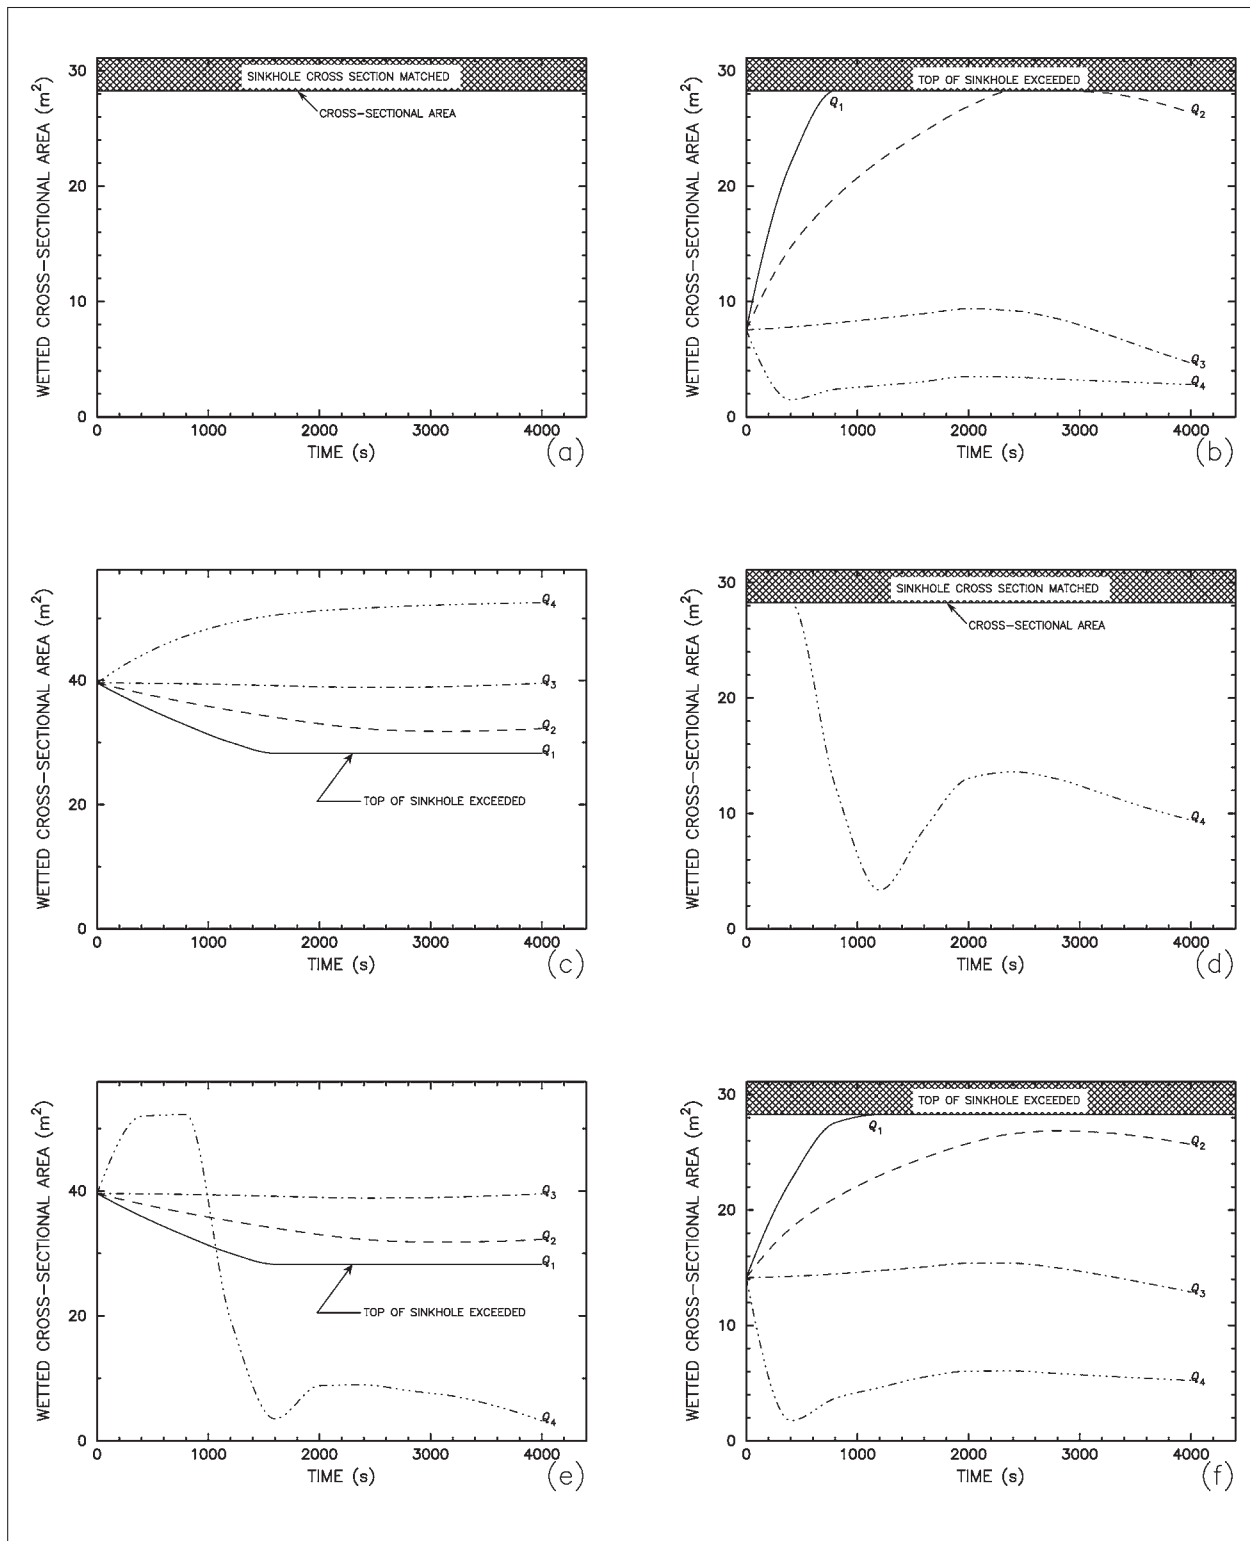 WETTED CROSS-SECTIONAL AREA (m²)
30
20
10
0
SINKHOLE CROSS SECTION MATCHED
CROSS-SECTIONAL AREA
0 1000 2000 3000 4000
TIME (s)
(a)
WETTED CROSS-SECTIONAL AREA (m²)
30
20
10
0
TOP OF SINKHOLE EXCEEDED
Q₁
Q₂
Q₃
Q₄
0 1000 2000 3000 4000
TIME (s)
(b)
WETTED CROSS-SECTIONAL AREA (m²)
40
20
0
Q₄
Q₃
Q₂
Q₁
TOP OF SINKHOLE EXCEEDED
0 1000 2000 3000 4000
TIME (s)
(c)
WETTED CROSS-SECTIONAL AREA (m²)
30
20
10
0
SINKHOLE CROSS SECTION MATCHED
CROSS-SECTIONAL AREA
Q₄
0 1000 2000 3000 4000
TIME (s)
(d)
WETTED CROSS-SECTIONAL AREA (m²)
40
20
0
Q₃
Q₂
Q₁
TOP OF SINKHOLE EXCEEDED
Q₄
0 1000 2000 3000 4000
TIME (s)
(e)
WETTED CROSS-SECTIONAL AREA (m²)
30
20
10
0
TOP OF SINKHOLE EXCEEDED
Q₁
Q₂
Q₃
Q₄
0 1000 2000 3000 4000
TIME (s)
(f)